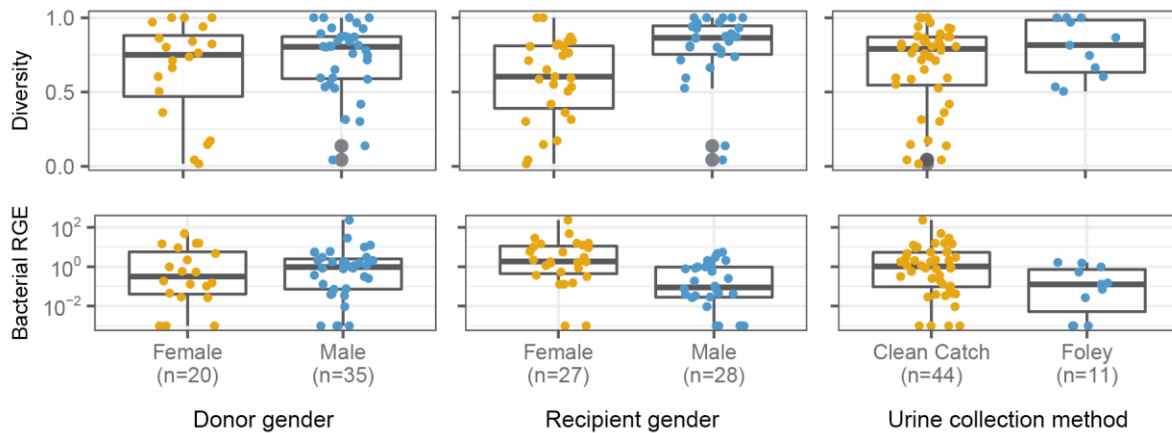 Diversity
1.0
0.5
0.0
Bacterial RGE
10²
10⁰
10⁻²
Female Male Female Male Clean Catch Foley
(n=20) (n=35) (n=27) (n=28) (n=44) (n=11)
Donor gender Recipient gender Urine collection method